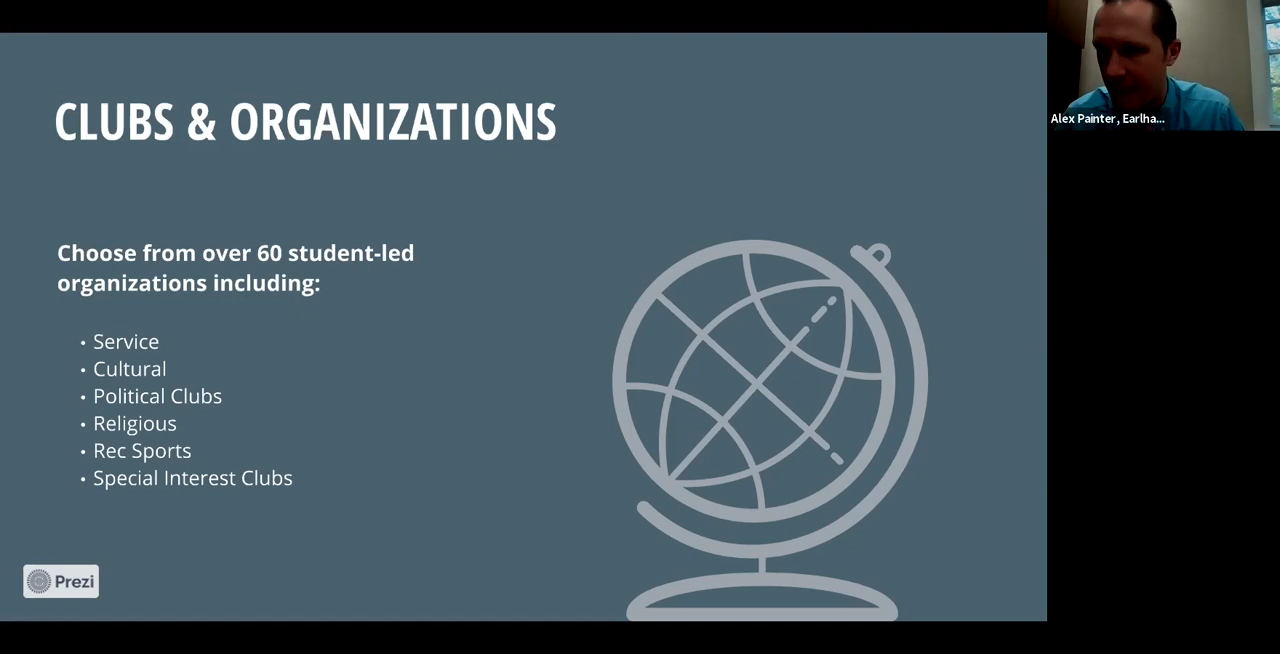 CLUBS & ORGANIZATIONS
Choose from over 60 student-led
organizations including:
• Service
• Cultural
• Political Clubs
• Religious
• Rec Sports
• Special Interest Clubs
Prezi
Alex Painter, Earlha...